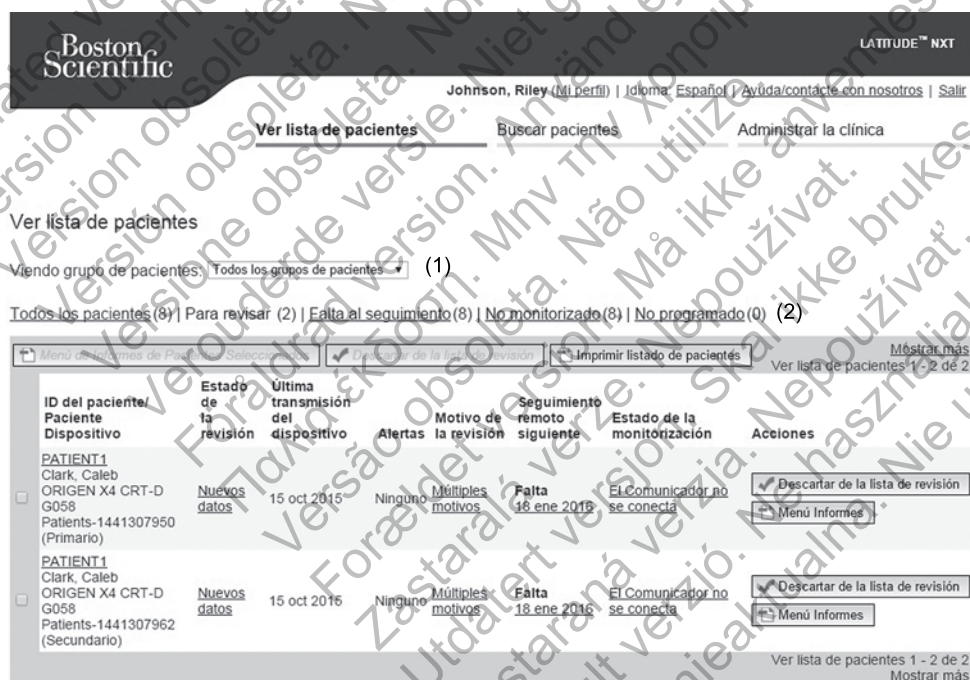 Boston
Scientific
LATITUDE™ NXT
Johnson, Riley (Mi perfil) | Idioma: Español | Ayuda/contacte con nosotros | Salir
Ver lista de pacientes
Buscar pacientes
Administrar la clínica
Ver lista de pacientes
Viendo grupo de pacientes: Todos los grupos de pacientes (1)
Todos los pacientes (8) | Para revisar (2) | Falta al seguimiento (8) | No monitorizado (8) | No programado (0) (2)
Menú de Informes de Pacientes Seleccionados
Descartar de la lista de revisión
Imprimir listado de pacientes
Mostrar más
Ver lista de pacientes 1 - 2 de 2
ID del paciente/
Paciente
Dispositivo
Estado
de
la
revisión
Última
transmisión
del
dispositivo
Alertas
Motivo de
la revisión
Seguimiento
remoto
siguiente
Estado de la
monitorización
Acciones
PATIENT1
Clark, Caleb
ORIGEN X4 CRT-D
G058
Patients-1441307950
(Primario)
Nuevos
datos
15 oct 2015
Ninguno
Múltiples
motivos
Falta
18 ene 2016
El Comunicador no
se conecta
Descartar de la lista de revisión
Menú Informes
PATIENT1
Clark, Caleb
ORIGEN X4 CRT-D
G058
Patients-1441307962
(Secundario)
Nuevos
datos
15 oct 2015
Ninguno
Múltiples
motivos
Falta
18 ene 2016
El Comunicador no
se conecta
Descartar de la lista de revisión
Menú Informes
Ver lista de pacientes 1 - 2 de 2
Mostrar más